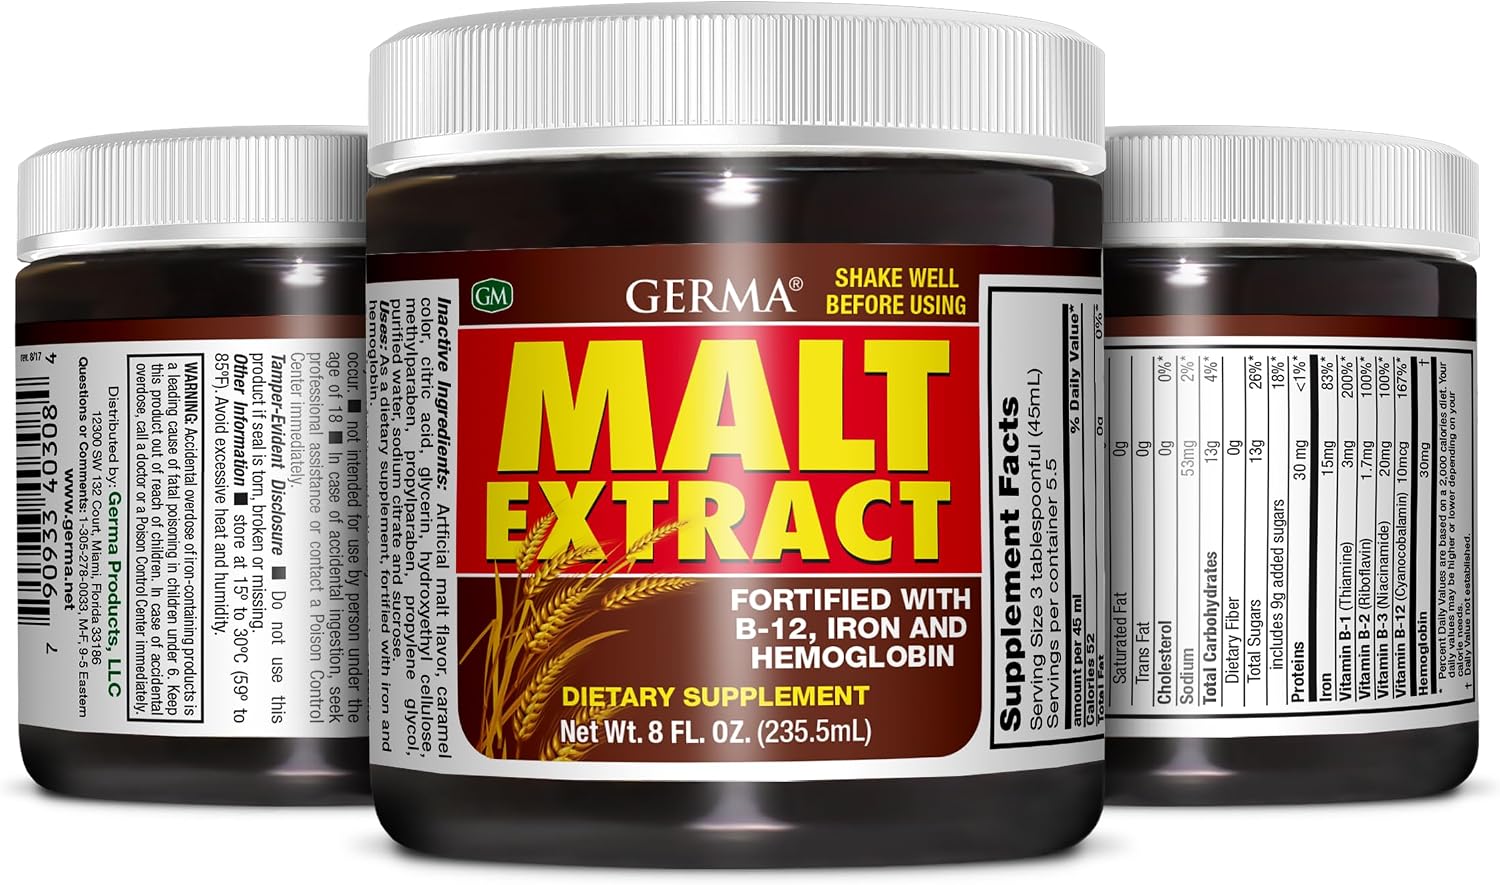 GM
GERMA®
SHAKE WELL
BEFORE USING
MALT
EXTRACT
FORTIFIED WITH
B-12, IRON AND
HEMOGLOBIN
DIETARY SUPPLEMENT
Net Wt. 8 FL. OZ. (235.5mL)
Inactive Ingredients: Artificial malt flavor, caramel
color, citric acid, glycerin, hydroxyethyl cellulose,
methylparaben, propylparaben, propylene glycol,
purified water, sodium citrate and sucrose.
Uses: As a dietary supplement, fortified with iron and
hemoglobin.
Supplement Facts
Serving Size 3 tablespoonful (45mL)
Servings per container 5.5
% Daily Value*
amount per 45 ml
Calories 52
Total Fat 0g 0%*
occur. ■ not intended for use by person under the
age of 18 ■ In case of accidental ingestion, seek
professional assistance or contact a Poison Control
Center immediately.
Tamper-Evident Disclosure ■ Do not use this
product if seal is torn, broken or missing.
Other Information ■ store at 15º to 30ºC (59º to
85ºF). Avoid excessive heat and humidity.
WARNING: Accidental overdose of iron-containing products is
a leading cause of fatal poisoning in children under 6. Keep
this product out of reach of children. In case of accidental
overdose, call a doctor or a Poison Control Center immediately.
Distributed by: Germa Products, LLC
12300 SW 132 Court, Miami, Florida 33186
www.germa.net
Questions or Comments: 1-305-278-0033, M-F, 9-5 Eastern
rev. 8/17
7 60933 40308 4
Saturated Fat 0g
Trans Fat 0g
Cholesterol 0g 0%*
Sodium 53mg 2%*
Total Carbohydrates 13g 4%*
Dietary Fiber 0g
Total Sugars 13g 26%*
includes 9g added sugars 18%*
Proteins 30 mg <1%*
Iron 15mg 83%*
Vitamin B-1 (Thiamine) 3mg 200%*
Vitamin B-2 (Riboflavin) 1.7mg 100%*
Vitamin B-3 (Niacinamide) 20mg 100%*
Vitamin B-12 (Cyanocobalamin) 10mcg 167%*
Hemoglobin 30mg †
* Percent Daily Values are based on a 2,000 calories diet. Your
daily values may be higher or lower depending on your
calorie needs.
† Daily Value not established.